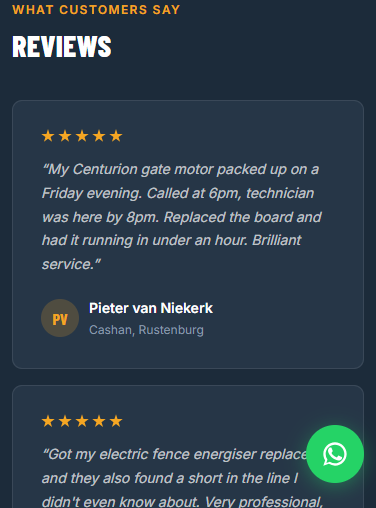 WHAT CUSTOMERS SAY
REVIEWS
★★★★★
“My Centurion gate motor packed up on a
Friday evening. Called at 6pm, technician
was here by 8pm. Replaced the board and
had it running in under an hour. Brilliant
service.”
PV
Pieter van Niekerk
Cashan, Rustenburg
★★★★★
“Got my electric fence energiser
and they also found a short in the line I
didn't even know about. Very professional,